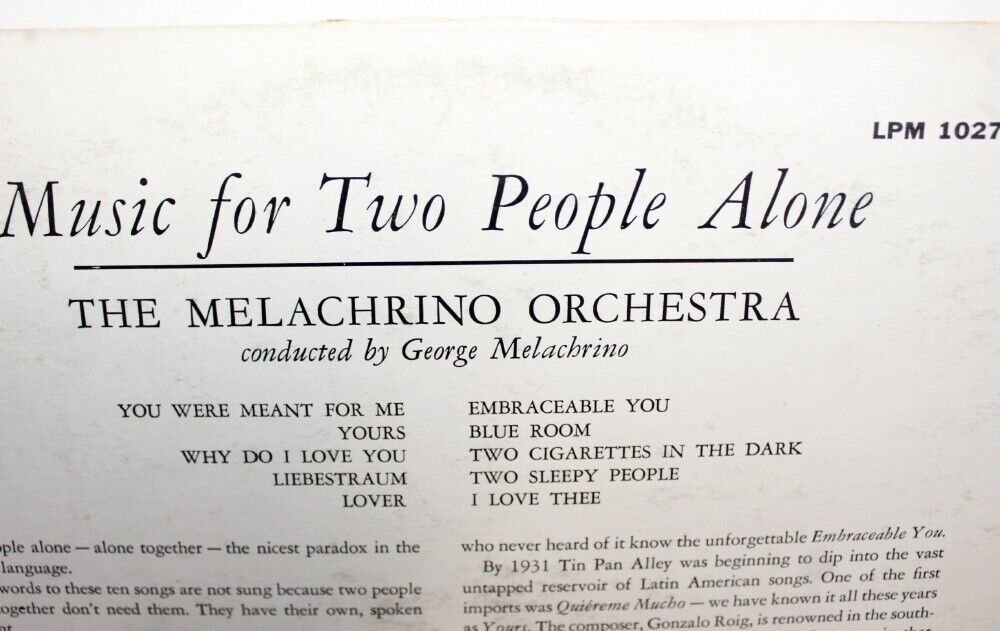 LPM 1027
Music for Two People Alone
THE MELACHRINO ORCHESTRA
conducted by George Melachrino
YOU WERE MEANT FOR ME
YOURS
WHY DO I LOVE YOU
LIEBESTRAUM
LOVER
EMBRACEABLE YOU
BLUE ROOM
TWO CIGARETTES IN THE DARK
TWO SLEEPY PEOPLE
I LOVE THEE
alone — alone together — the nicest paradox in the
language.
words to these ten songs are not sung because two people
together don't need them. They have their own, spoken
who never heard of it know the unforgettable Embraceable You.
By 1931 Tin Pan Alley was beginning to dip into the vast
untapped reservoir of Latin American songs. One of the first
imports was Quiéreme Mucho — we have known it all these years
as Yours. The composer, Gonzalo Roig, is renowned in the south-